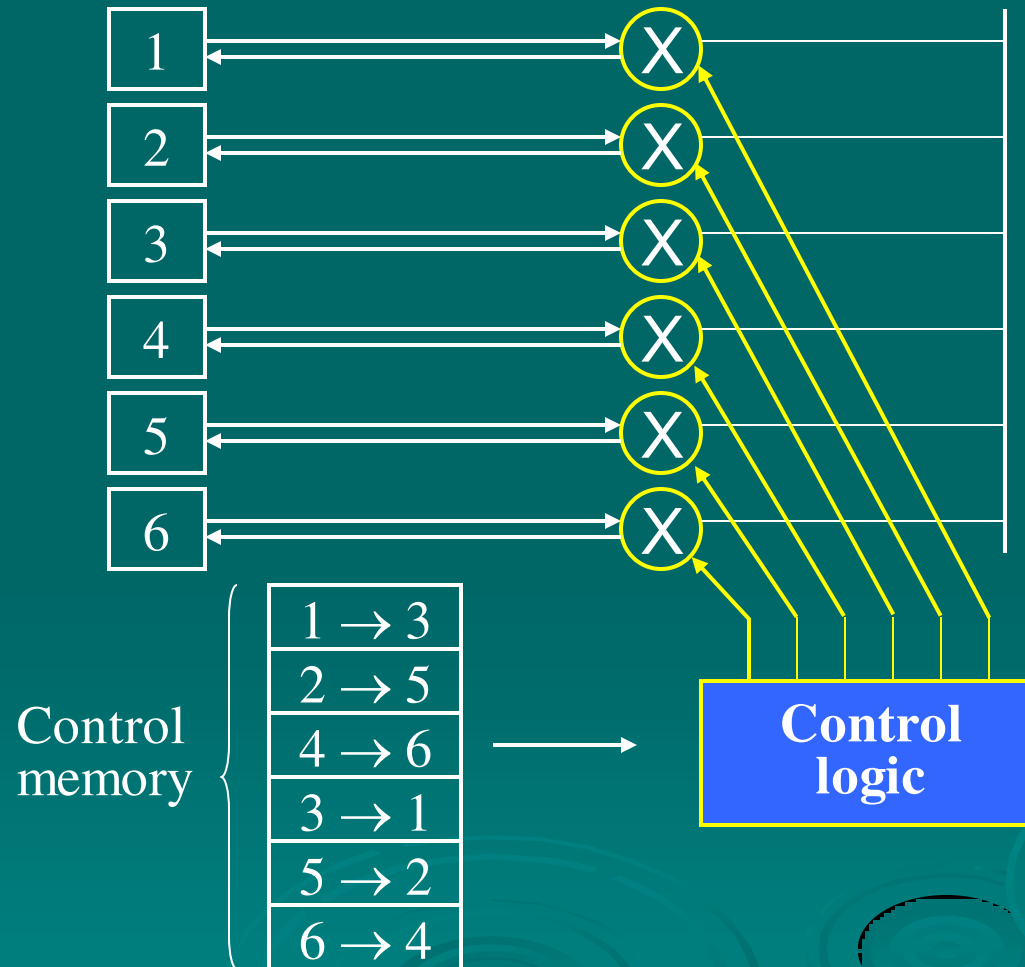 1
X
2
X
3
X
4
X
5
X
6
X
1 → 3
2 → 5
4 → 6
3 → 1
5 → 2
6 → 4
Control
memory
Control
logic